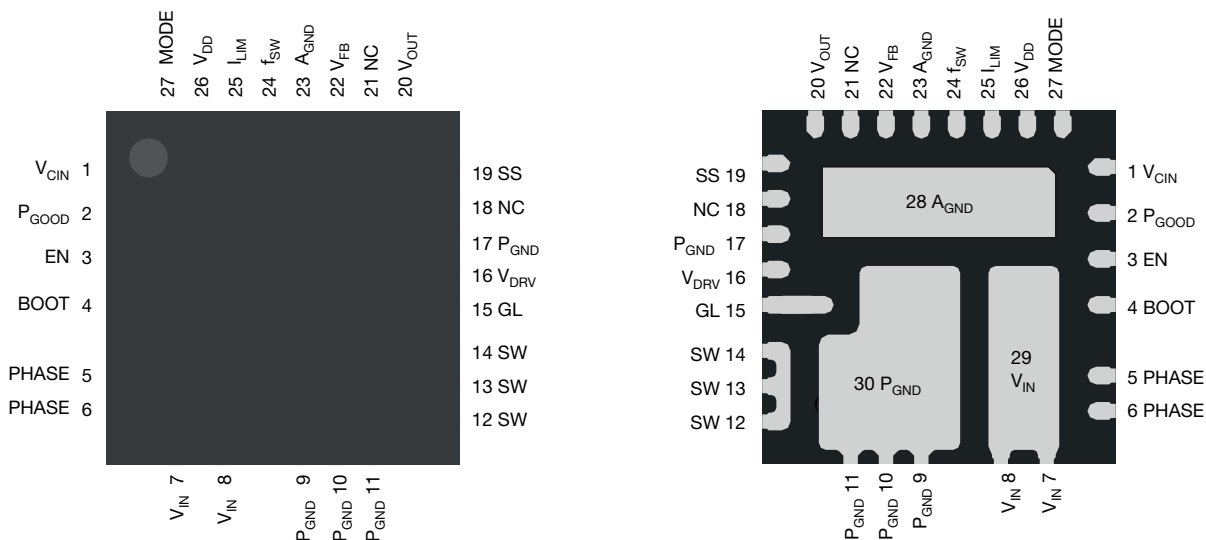 27 MODE
26 VDD
25 ILIM
24 fSW
23 AGND
22 VFB
21 NC
20 VOUT
VCIN 1
PGOOD 2
EN 3
BOOT 4
PHASE 5
PHASE 6
19 SS
18 NC
17 PGND
16 VDRV
15 GL
14 SW
13 SW
12 SW
VIN 7
VIN 8
PGND 9
PGND 10
PGND 11
20 VOUT
21 NC
22 VFB
23 AGND
24 fSW
25 ILIM
26 VDD
27 MODE
SS 19
NC 18
PGND 17
VDRV 16
GL 15
SW 14
SW 13
SW 12
28 AGND
30 PGND
29
VIN
1 VCIN
2 PGOOD
3 EN
4 BOOT
5 PHASE
6 PHASE
PGND 11
PGND 10
PGND 9
VIN 8
VIN 7